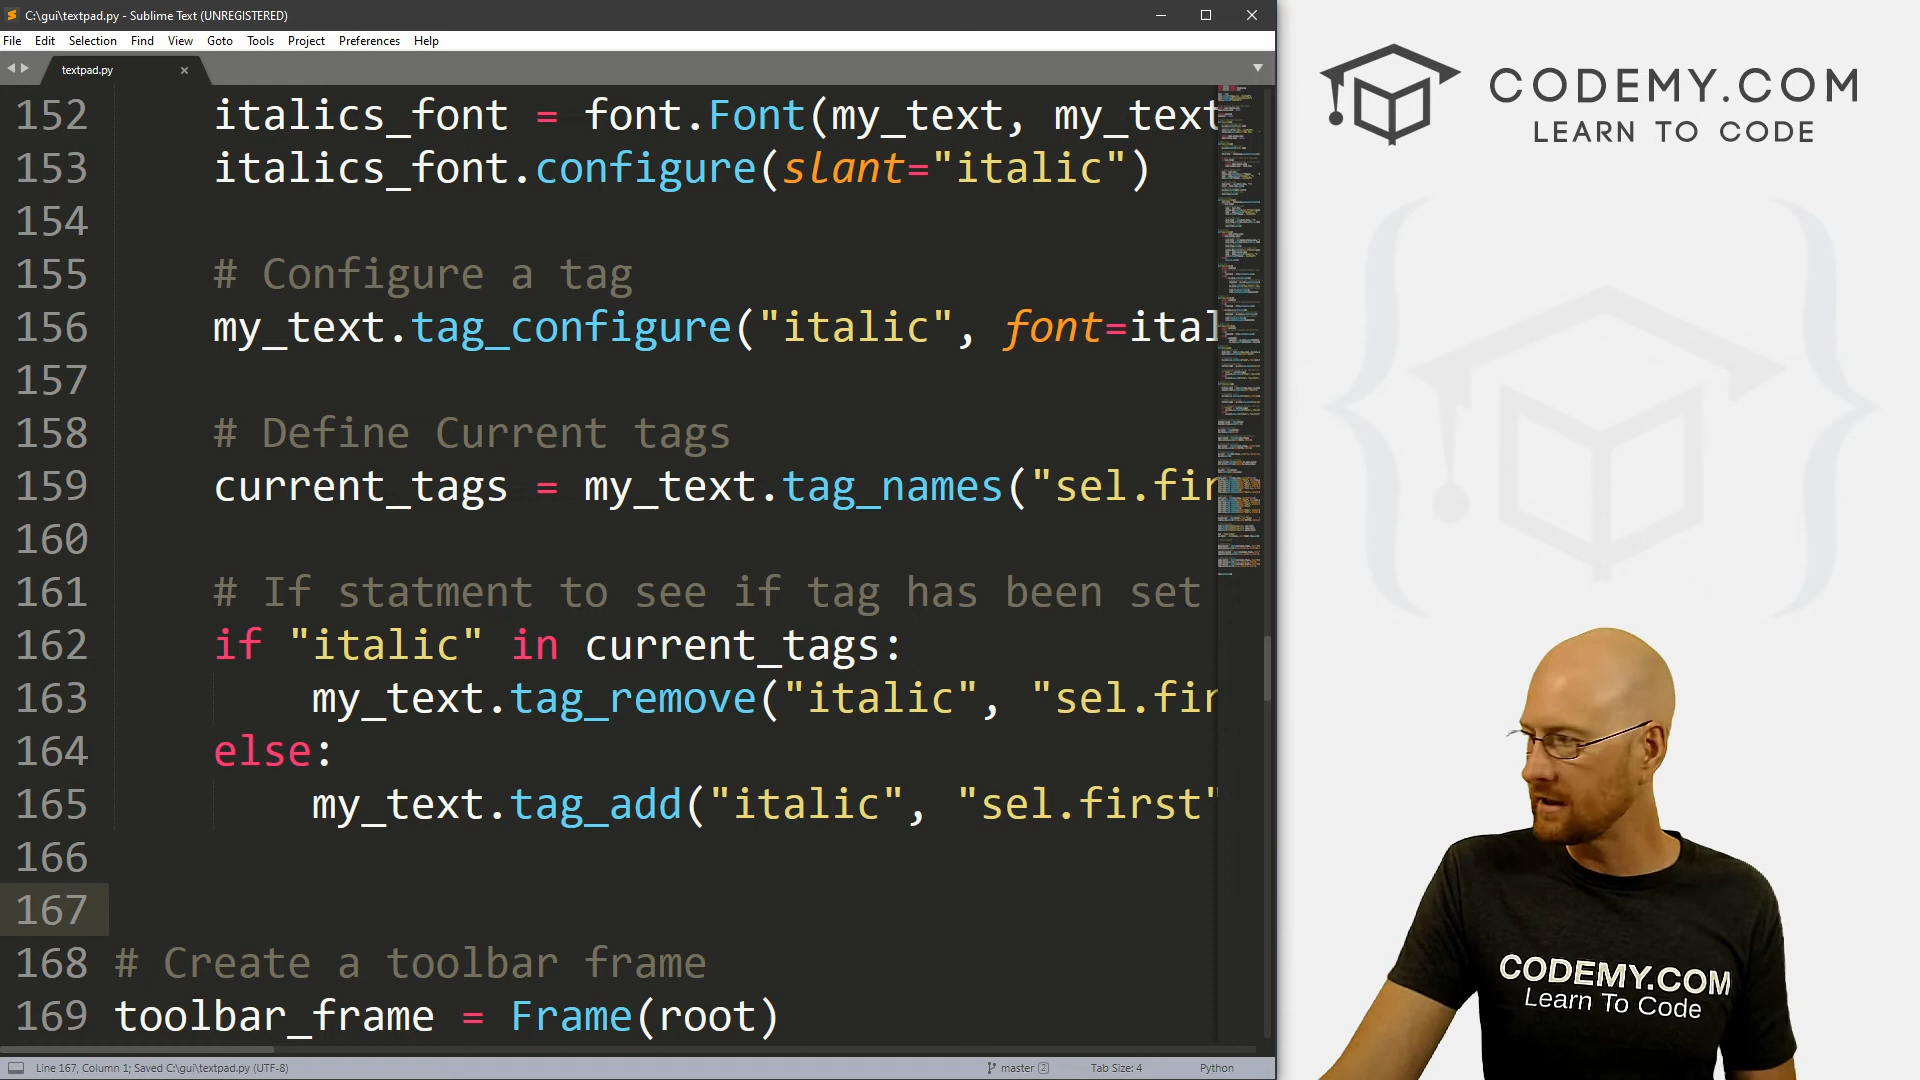 C:\gui\textpad.py - Sublime Text (UNREGISTERED)
File Edit Selection Find View Goto Tools Project Preferences Help
textpad.py
152 italics_font = font.Font(my_text, my_text
153 italics_font.configure(slant="italic")
154
155 # Configure a tag
156 my_text.tag_configure("italic", font=ital
157
158 # Define Current tags
159 current_tags = my_text.tag_names("sel.fir
160
161 # If statment to see if tag has been set
162 if "italic" in current_tags:
163 my_text.tag_remove("italic", "sel.fir
164 else:
165 my_text.tag_add("italic", "sel.first"
166
167
168 # Create a toolbar frame
169 toolbar_frame = Frame(root)
Line 167, Column 1; Saved C:\gui\textpad.py (UTF-8) master 2 Tab Size: 4 Python
CODEMY.COM
LEARN TO CODE
CODEMY.COM
Learn To Code